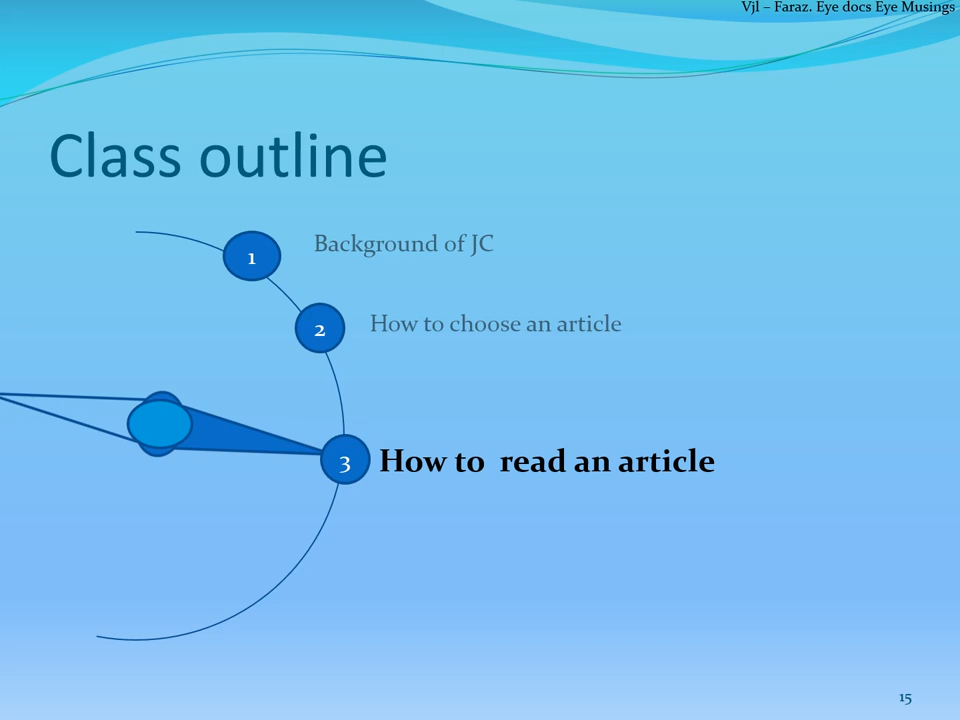 Vjl – Faraz. Eye docs Eye Musings
Class outline
1
Background of JC
2
How to choose an article
3
How to  read an article
15